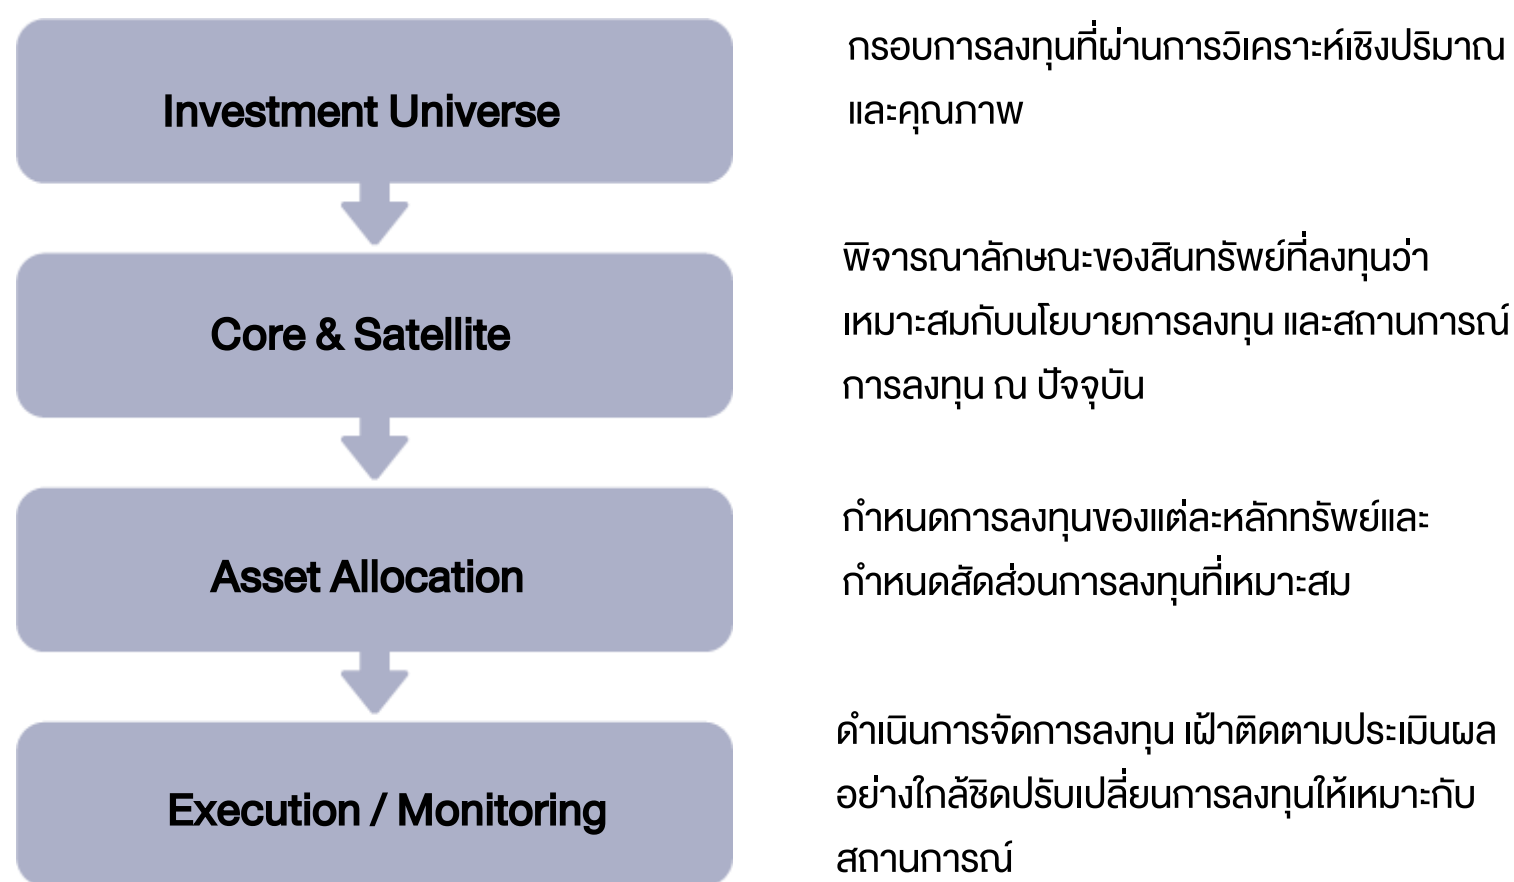 Investment Universe
กรอบการลงทุนที่ผ่านการวิเคราะห์เชิงปริมาณ
และคุณภาพ
Core & Satellite
พิจารณาลักษณะของสินทรัพย์ที่ลงทุนว่า
เหมาะสมกับนโยบายการลงทุน และสถานการณ์
การลงทุน ณ ปัจจุบัน
Asset Allocation
กำหนดการลงทุนของแต่ละหลักทรัพย์และ
กำหนดสัดส่วนการลงทุนที่เหมาะสม
Execution / Monitoring
ดำเนินการจัดการลงทุน เฝ้าติดตามประเมินผล
อย่างใกล้ชิดปรับเปลี่ยนการลงทุนให้เหมาะกับ
สถานการณ์